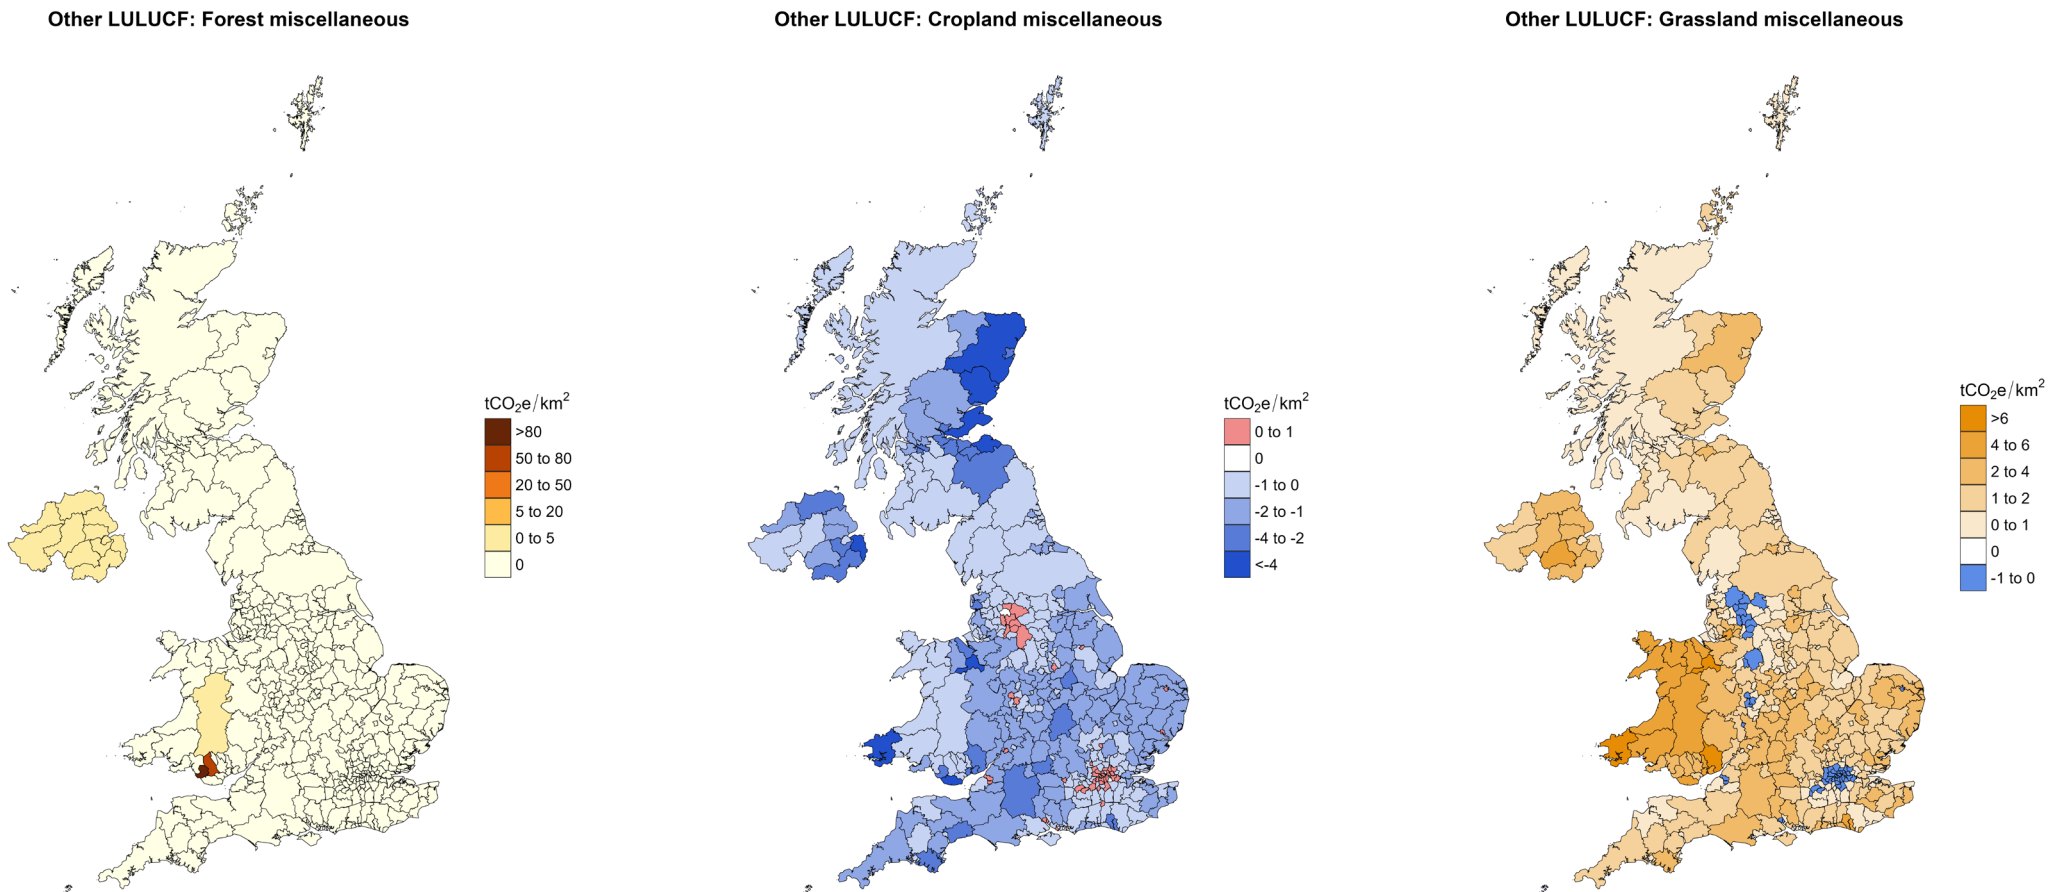 Other LULUCF: Forest miscellaneous
Other LULUCF: Cropland miscellaneous
Other LULUCF: Grassland miscellaneous
tCO₂e/km²
>80
50 to 80
20 to 50
5 to 20
0 to 5
0
tCO₂e/km²
0 to 1
0
-1 to 0
-2 to -1
-4 to -2
<-4
tCO₂e/km²
>6
4 to 6
2 to 4
1 to 2
0 to 1
0
-1 to 0